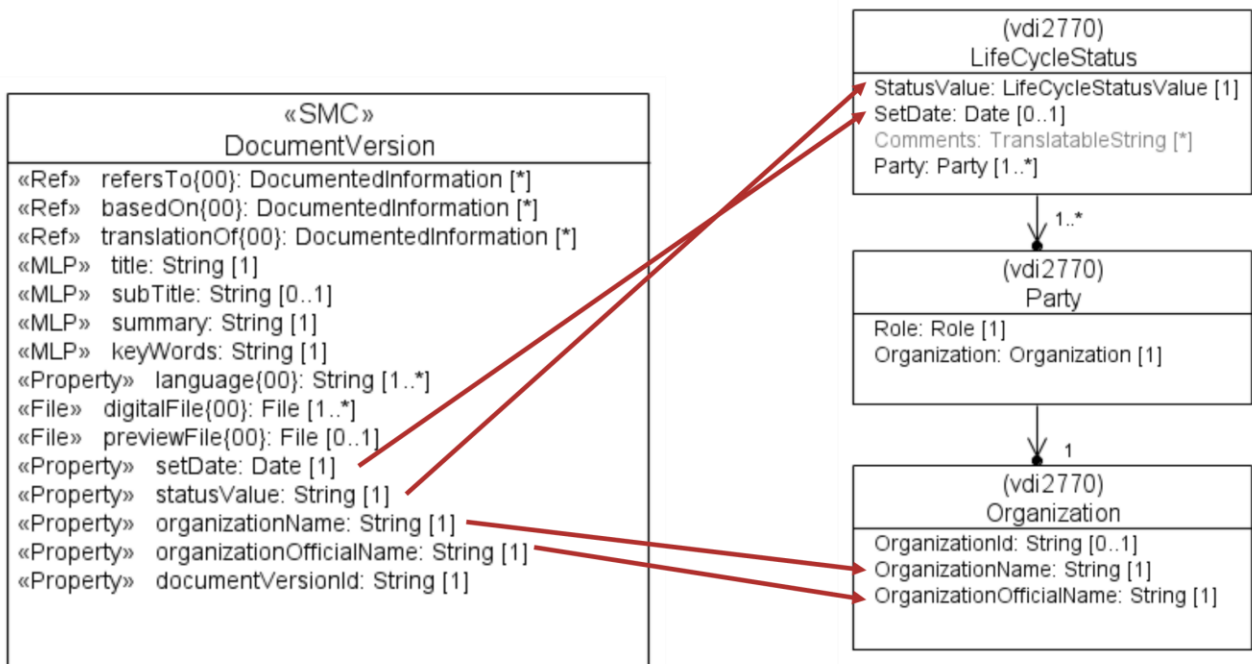 «SMC»
DocumentVersion
«Ref» refersTo{00}: DocumentedInformation [*]
«Ref» basedOn{00}: DocumentedInformation [*]
«Ref» translationOf{00}: DocumentedInformation [*]
«MLP» title: String [1]
«MLP» subTitle: String [0..1]
«MLP» summary: String [1]
«MLP» keyWords: String [1]
«Property» language{00}: String [1..*]
«File» digitalFile{00}: File [1..*]
«File» previewFile{00}: File [0..1]
«Property» setDate: Date [1]
«Property» statusValue: String [1]
«Property» organizationName: String [1]
«Property» organizationOfficialName: String [1]
«Property» documentVersionId: String [1]
(vdi2770)
LifeCycleStatus
StatusValue: LifeCycleStatusValue [1]
SetDate: Date [0..1]
Comments: TranslatableString [*]
Party: Party [1..*]
1..*
(vdi2770)
Party
Role: Role [1]
Organization: Organization [1]
1
(vdi2770)
Organization
OrganizationId: String [0..1]
OrganizationName: String [1]
OrganizationOfficialName: String [1]